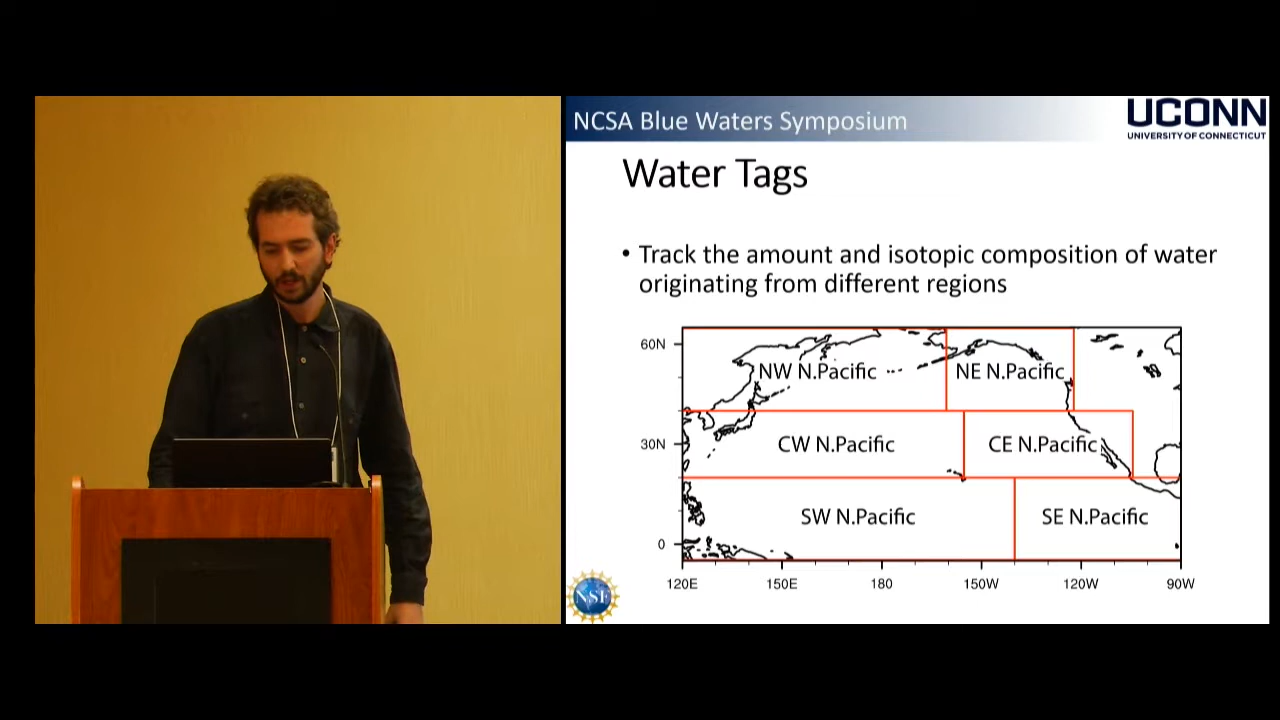 NCSA Blue Waters Symposium
UCONN
UNIVERSITY OF CONNECTICUT
Water Tags
• Track the amount and isotopic composition of water
originating from different regions
60N
NW N.Pacific
NE N.Pacific
30N
CW N.Pacific
CE N.Pacific
SW N.Pacific
SE N.Pacific
0
120E 150E 180 150W 120W 90W
NSF